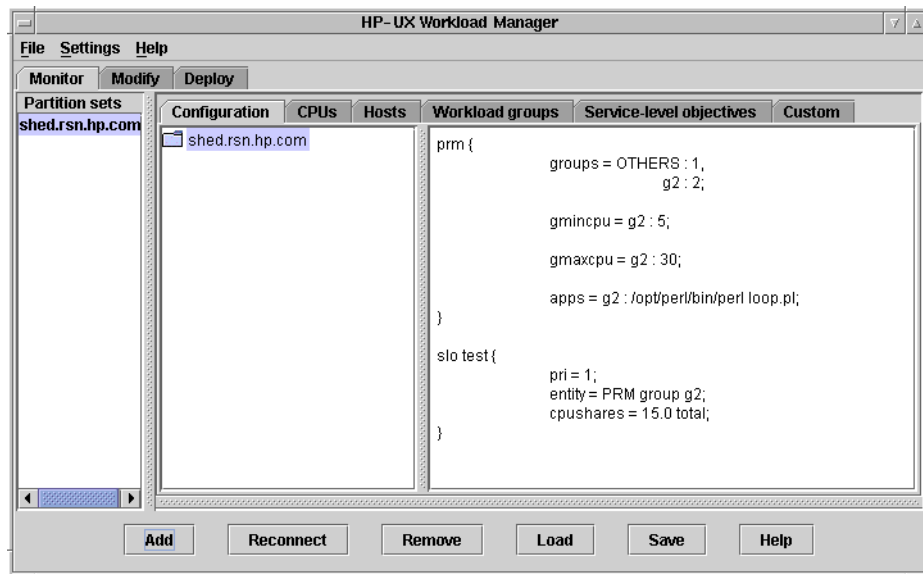 HP-UX Workload Manager
File Settings Help
Monitor Modify Deploy
Partition sets
shed.rsn.hp.com
Configuration CPUs Hosts Workload groups Service-level objectives Custom
shed.rsn.hp.com
prm {
groups = OTHERS : 1,
g2 : 2;
gmincpu = g2 : 5;
gmaxcpu = g2 : 30;
apps = g2 : /opt/perl/bin/perl loop.pl;
}
slo test {
pri = 1;
entity = PRM group g2;
cpushares = 15.0 total;
}
Add Reconnect Remove Load Save Help